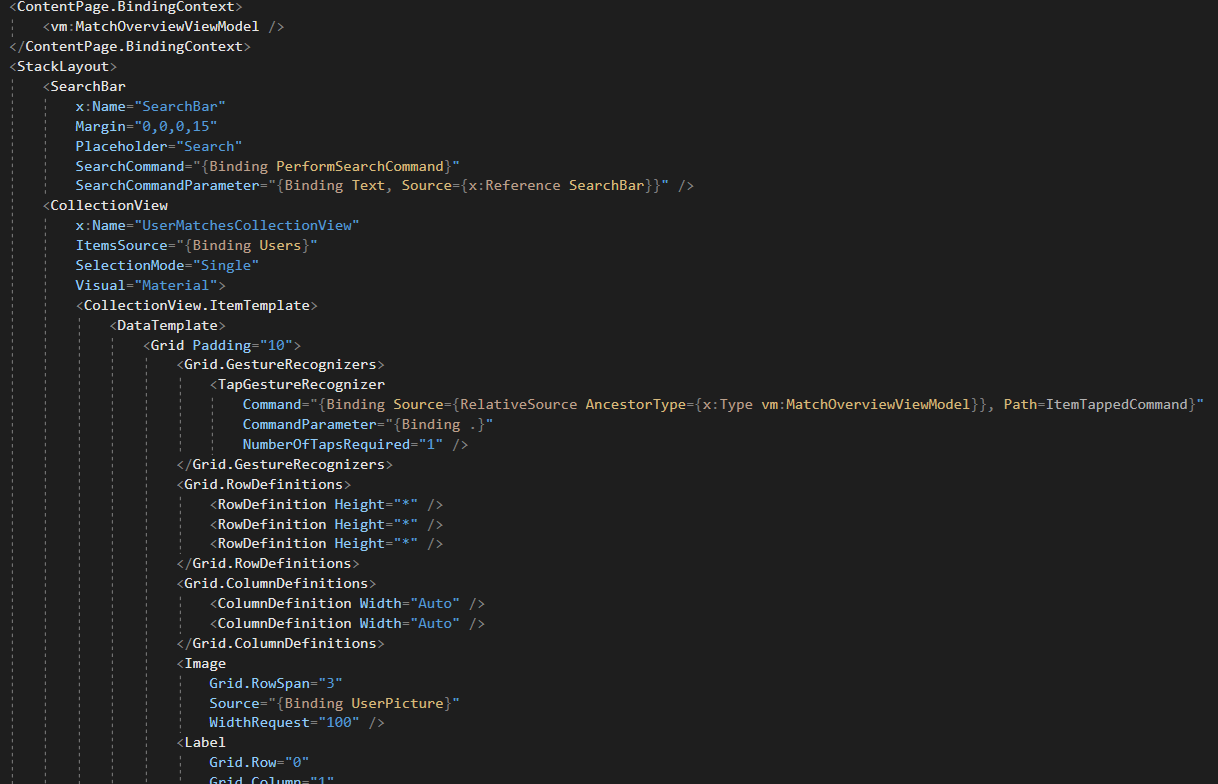 <ContentPage.BindingContext>
<vm:MatchOverviewViewModel />
</ContentPage.BindingContext>
<StackLayout>
<SearchBar
x:Name="SearchBar"
Margin="0,0,0,15"
Placeholder="Search"
SearchCommand="{Binding PerformSearchCommand}"
SearchCommandParameter="{Binding Text, Source={x:Reference SearchBar}}" />
<CollectionView
x:Name="UserMatchesCollectionView"
ItemsSource="{Binding Users}"
SelectionMode="Single"
Visual="Material">
<CollectionView.ItemTemplate>
<DataTemplate>
<Grid Padding="10">
<Grid.GestureRecognizers>
<TapGestureRecognizer
Command="{Binding Source={RelativeSource AncestorType={x:Type vm:MatchOverviewViewModel}}, Path=ItemTappedCommand}"
CommandParameter="{Binding .}"
NumberOfTapsRequired="1" />
</Grid.GestureRecognizers>
<Grid.RowDefinitions>
<RowDefinition Height="*" />
<RowDefinition Height="*" />
<RowDefinition Height="*" />
</Grid.RowDefinitions>
<Grid.ColumnDefinitions>
<ColumnDefinition Width="Auto" />
<ColumnDefinition Width="Auto" />
</Grid.ColumnDefinitions>
<Image
Grid.RowSpan="3"
Source="{Binding UserPicture}"
WidthRequest="100" />
<Label
Grid.Row="0"
Grid.Column="1"